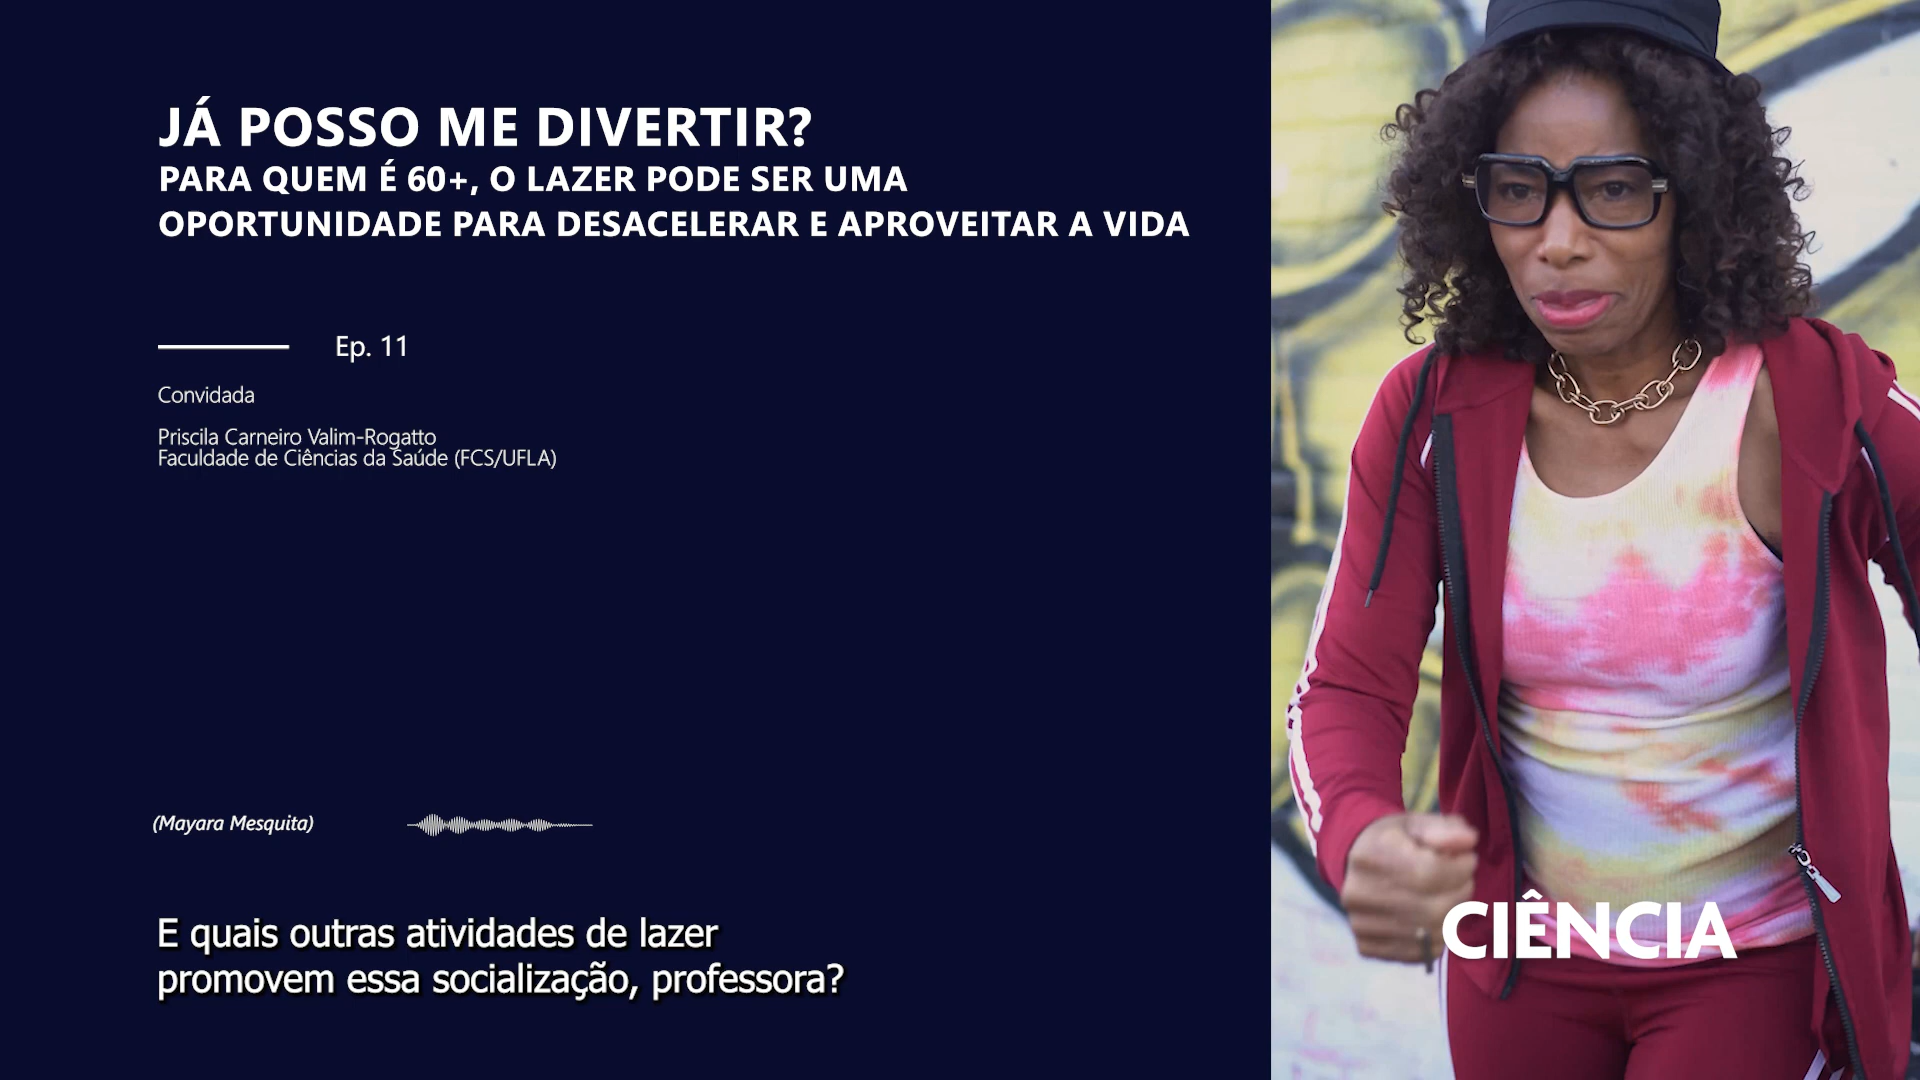 JÁ POSSO ME DIVERTIR?
PARA QUEM É 60+, O LAZER PODE SER UMA
OPORTUNIDADE PARA DESACELERAR E APROVEITAR A VIDA
Ep. 11
Convidada
Priscila Carneiro Valim-Rogatto
Faculdade de Ciências da Saúde (FCS/UFLA)
(Mayara Mesquita)
E quais outras atividades de lazer
promovem essa socialização, professora?
CIÊNCIA